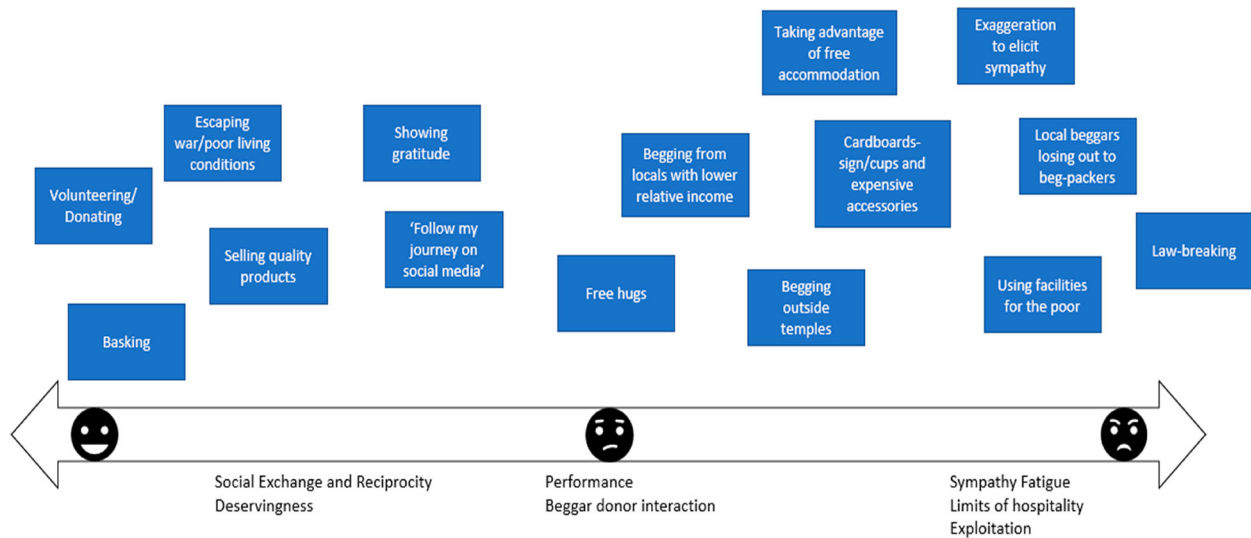 Taking advantage
of free
accommodation
Exaggeration
to elicit
sympathy
Escaping
war/poor living
conditions
Showing
gratitude
Begging from
locals with lower
relative income
Cardboards-
sign/cups and
expensive
accessories
Local beggars
losing out to
beg-packers
Volunteering/
Donating
Selling quality
products
‘Follow my
journey on
social media’
Law-breaking
Free hugs
Begging
outside
temples
Using facilities
for the poor
Basking
Social Exchange and Reciprocity
Deservingness
Performance
Beggar donor interaction
Sympathy Fatigue
Limits of hospitality
Exploitation